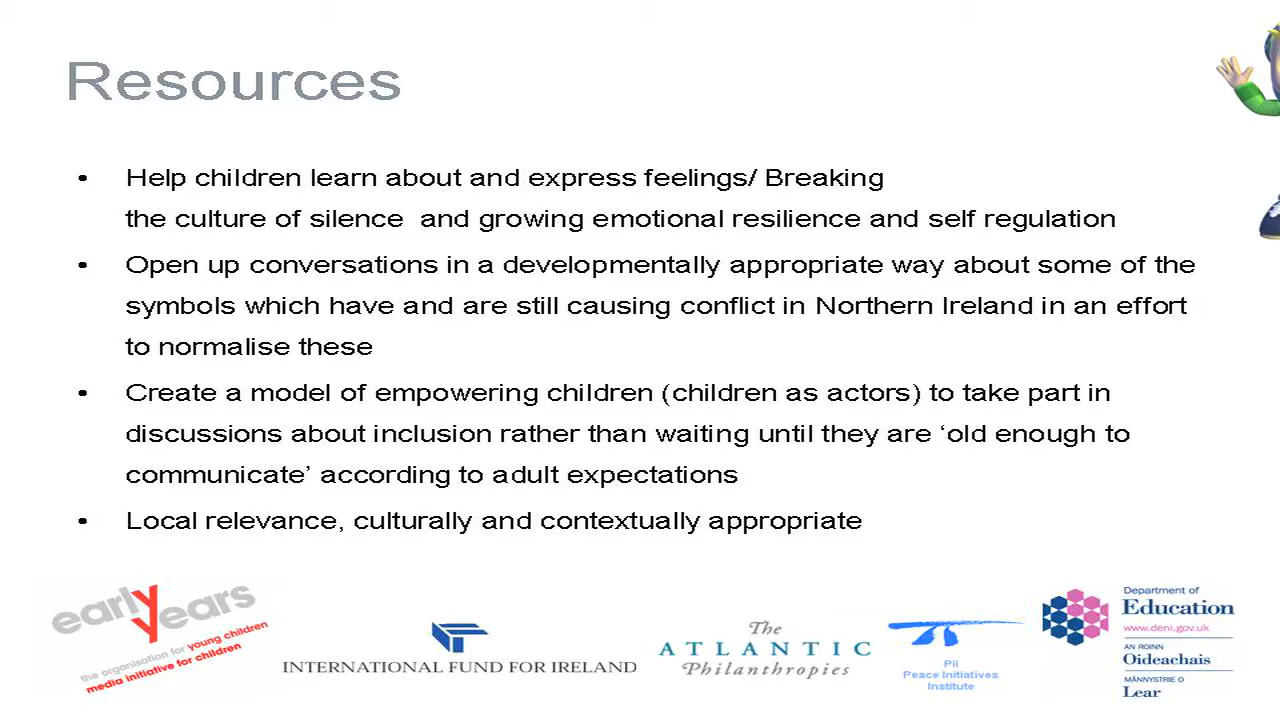 Resources
• Help children learn about and express feelings/ Breaking
the culture of silence  and growing emotional resilience and self regulation
• Open up conversations in a developmentally appropriate way about some of the
symbols which have and are still causing conflict in Northern Ireland in an effort
to normalise these
• Create a model of empowering children (children as actors) to take part in
discussions about inclusion rather than waiting until they are ‘old enough to
communicate’ according to adult expectations
• Local relevance, culturally and contextually appropriate
early years
the organisation for young children
media initiative for children
INTERNATIONAL FUND FOR IRELAND
The
ATLANTIC
Philanthropies
Pii
Peace Initiatives
Institute
Department of
Education
www.deni.gov.uk
AN ROINN
Oideachais
MÄNNYSTRIE O
Lear